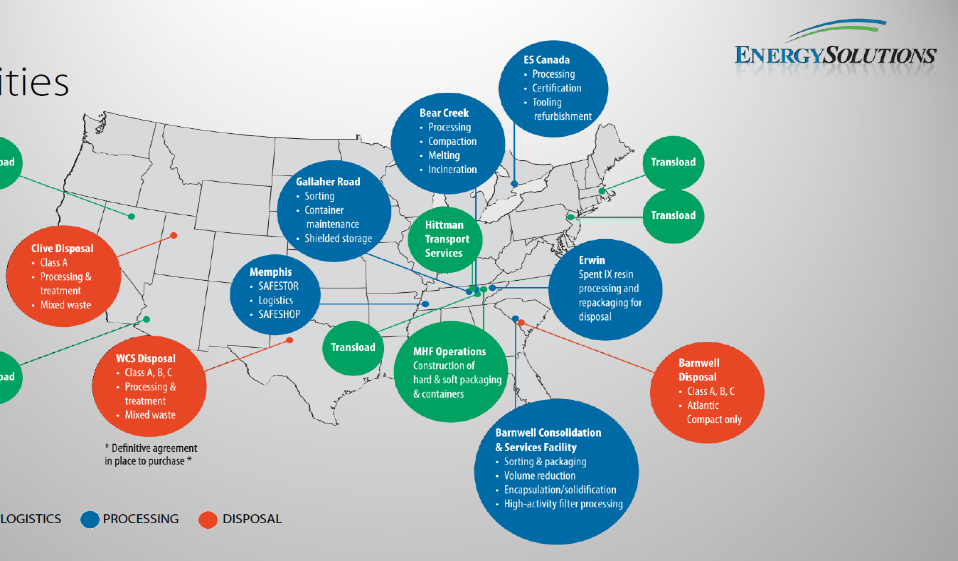 ENERGYSOLUTIONS
ities
ES Canada
• Processing
• Certification
• Tooling
refurbishment
Bear Creek
• Processing
• Compaction
• Melting
• Incineration
oad
Transload
Gallaher Road
• Sorting
• Container
maintenance
• Shielded storage
Transload
Hittman
Transport
Services
Clive Disposal
• Class A
• Processing &
treatment
• Mixed waste
Memphis
• SAFESTOR
• Logistics
• SAFESHOP
Erwin
Spent IX resin
processing and
repackaging for
disposal
Transload
MHF Operations
Construction of
hard & soft packaging
& containers
oad
WCS Disposal
• Class A, B, C
• Processing &
treatment
• Mixed waste
Barnwell
Disposal
• Class A, B, C
• Atlantic
Compact only
* Definitive agreement
in place to purchase *
Barnwell Consolidation
& Services Facility
• Sorting & packaging
• Volume reduction
• Encapsulation/solidification
• High-activity filter processing
LOGISTICS PROCESSING DISPOSAL